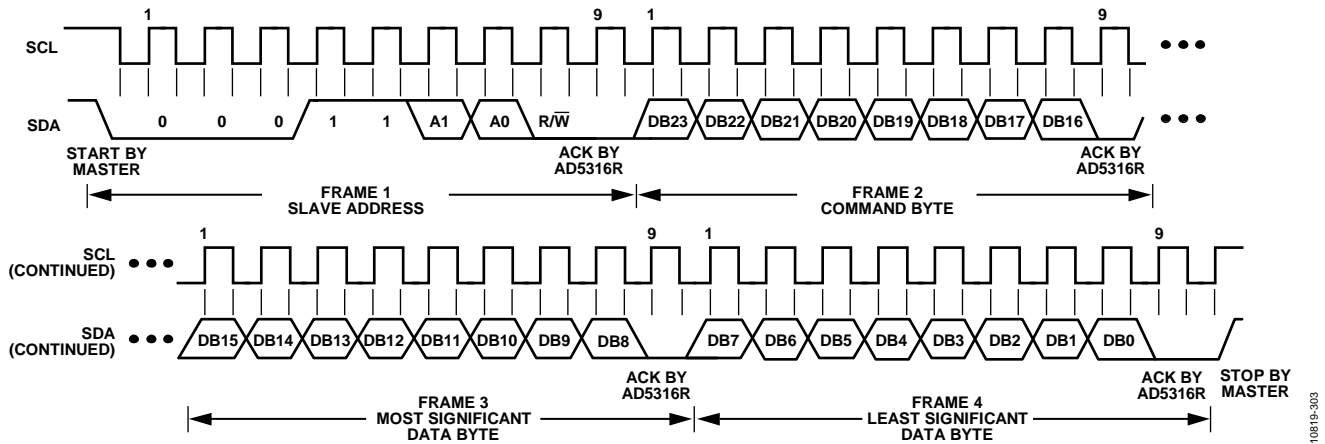 1 9 1 9
SCL
SDA
0 0 0 1 1 A1 A0 R/W̅ DB23 DB22 DB21 DB20 DB19 DB18 DB17 DB16
START BY
MASTER
ACK BY
AD5316R
ACK BY
AD5316R
FRAME 1
SLAVE ADDRESS
FRAME 2
COMMAND BYTE
1 9 1 9
SCL
(CONTINUED)
SDA
(CONTINUED)
DB15 DB14 DB13 DB12 DB11 DB10 DB9 DB8 DB7 DB6 DB5 DB4 DB3 DB2 DB1 DB0
ACK BY
AD5316R
ACK BY
AD5316R
STOP BY
MASTER
FRAME 3
MOST SIGNIFICANT
DATA BYTE
FRAME 4
LEAST SIGNIFICANT
DATA BYTE
10819-303